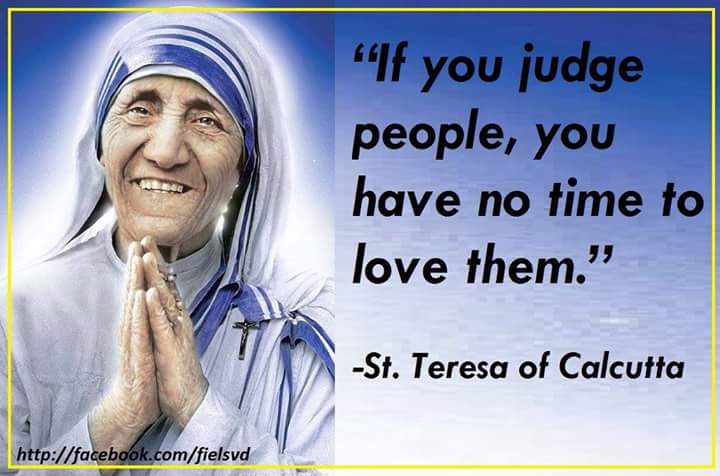 “If you judge
people, you
have no time to
love them.”
-St. Teresa of Calcutta
http://facebook.com/fielsvd